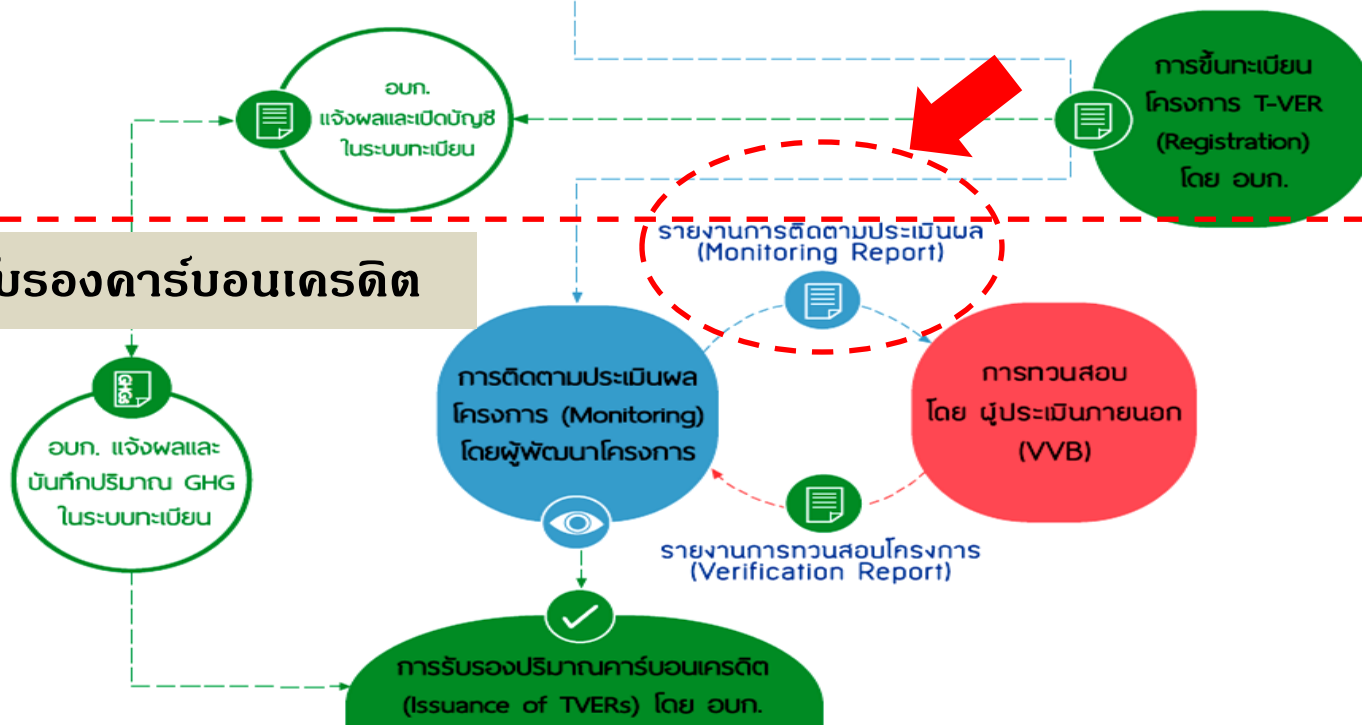 การขึ้นทะเบียน
โครงการ T-VER
(Registration)
โดย อบก.
อบก.
แจ้งผลและเปิดบัญชี
ในระบบทะเบียน
รายงานการติดตามประเมินผล
(Monitoring Report)
บรองคาร์บอนเครดิต
การติดตามประเมินผล
โครงการ (Monitoring)
โดยผู้พัฒนาโครงการ
การทวนสอบ
โดย ผู้ประเมินภายนอก
(VVB)
GHGs
อบก. แจ้งผลและ
บันทึกปริมาณ GHG
ในระบบทะเบียน
รายงานการทวนสอบโครงการ
(Verification Report)
การรับรองปริมาณคาร์บอนเครดิต
(Issuance of TVERs) โดย อบก.